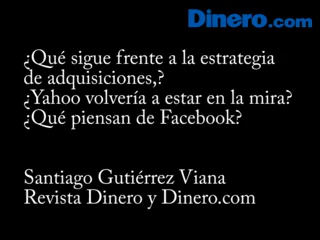 Dinero.com
¿Qué sigue frente a la estrategia
de adquisiciones,?
¿Yahoo volvería a estar en la mira?
¿Qué piensan de Facebook?
Santiago Gutiérrez Viana
Revista Dinero y Dinero.com